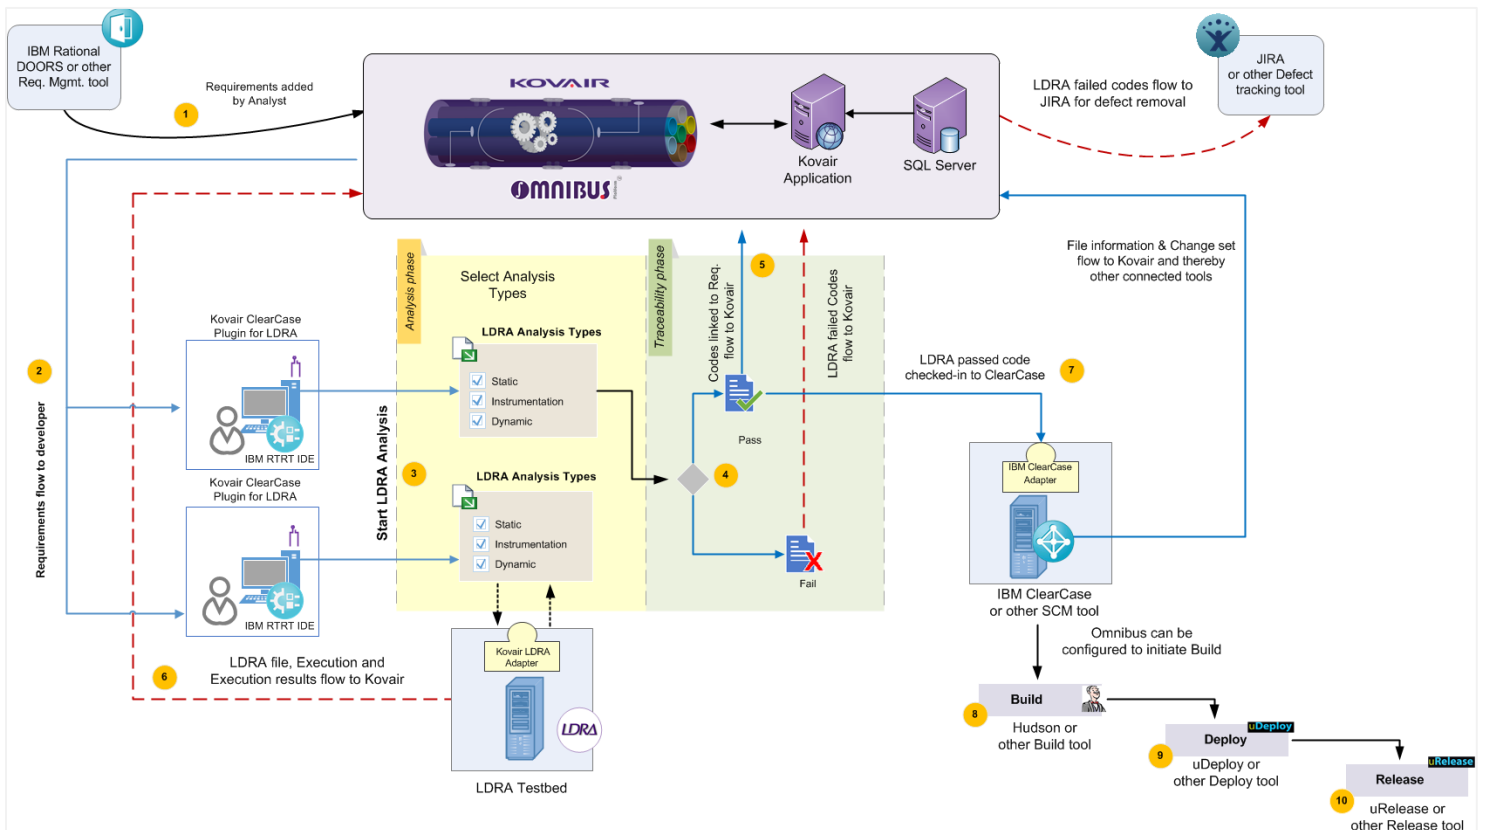 IBM Rational
DOORS or other
Req. Mgmt. tool
1
Requirements added
by Analyst
KOVAIR
OMNIBUS
Kovair
Application
SQL Server
LDRA failed codes flow to
JIRA for defect removal
JIRA
or other Defect
tracking tool
File information & Change set
flow to Kovair and thereby
other connected tools
2
Requirements flow to developer
Kovair ClearCase
Plugin for LDRA
IBM RTRT IDE
Kovair ClearCase
Plugin for LDRA
IBM RTRT IDE
Analysis phase
Select Analysis
Types
Start LDRA Analysis
3
LDRA Analysis Types
Static
Instrumentation
Dynamic
LDRA Analysis Types
Static
Instrumentation
Dynamic
Traceability phase
Codes linked to Req.
flow to Kovair
5
LDRA failed Codes
flow to Kovair
Pass
4
Fail
LDRA passed code
checked-in to ClearCase
7
IBM ClearCase
Adapter
IBM ClearCase
or other SCM tool
6
LDRA file, Execution and
Execution results flow to Kovair
Kovair LDRA
Adapter
LDRA
LDRA Testbed
Omnibus can be
configured to initiate Build
8
Build
Hudson or
other Build tool
9
uDeploy
Deploy
uDeploy or
other Deploy tool
10
uRelease
Release
uRelease or
other Release tool